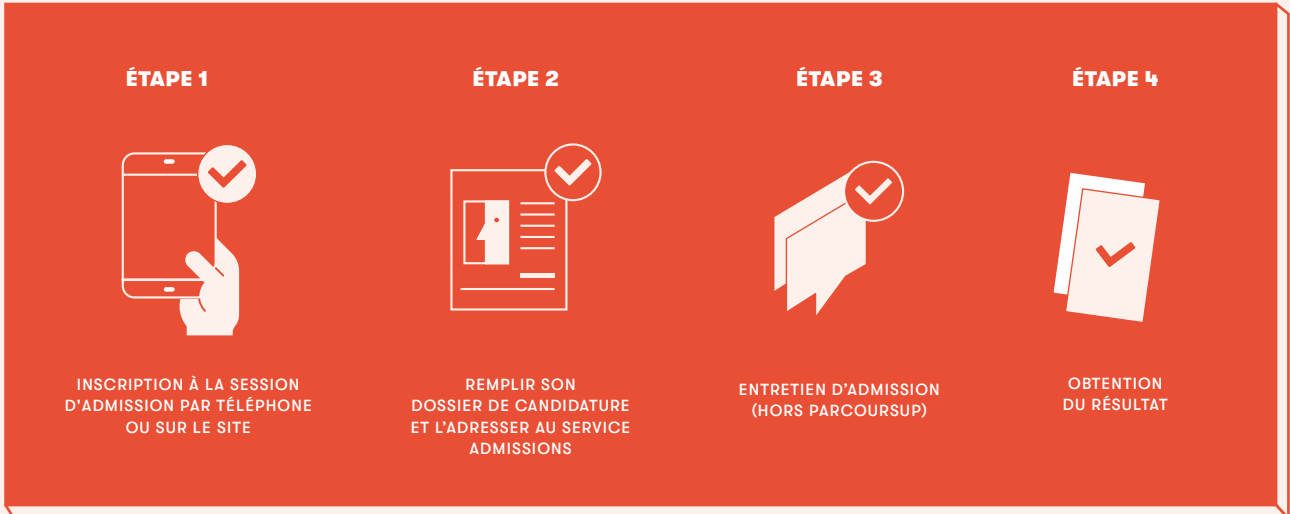 ÉTAPE 1
INSCRIPTION À LA SESSION
D'ADMISSION PAR TÉLÉPHONE
OU SUR LE SITE
ÉTAPE 2
REMPLIR SON
DOSSIER DE CANDIDATURE
ET L’ADRESSER AU SERVICE
ADMISSIONS
ÉTAPE 3
ENTRETIEN D’ADMISSION
(HORS PARCOURSUP)
ÉTAPE 4
OBTENTION
DU RÉSULTAT